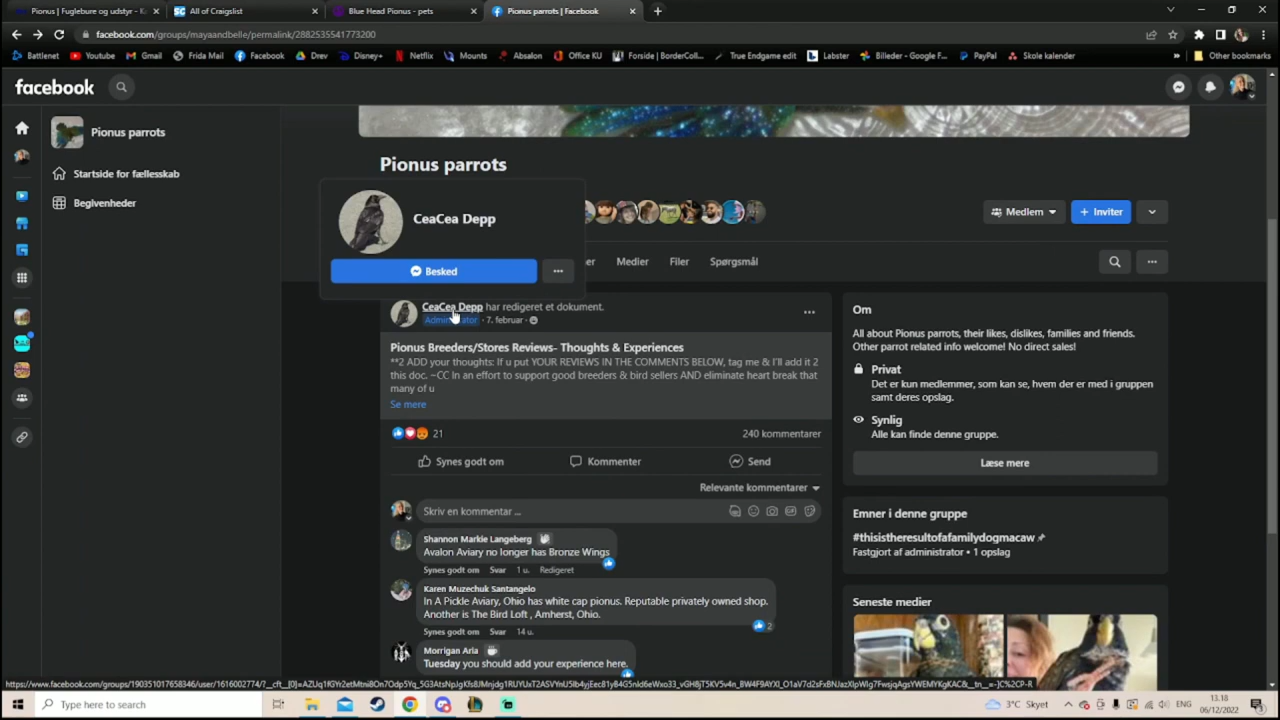 Pionus | Fuglebure og udstyr - K
All of Craigslist
Blue Head Pionus - pets
Pionus parrots | Facebook
facebook.com/groups/mayaandbelle/permalink/2882535541773200
Battlenet
Youtube
Gmail
Frida Mail
Facebook
Drev
Disney+
Netflix
Mounts
Absalon
Office KU
Forside | BorderColl...
True Endgame edit
Labster
Billeder - Google F...
PayPal
Skole kalender
»
Other bookmarks
facebook
Pionus parrots
Startside for fællesskab
Begivenheder
Pionus parrots
Medlem
+ Inviter
CeaCea Depp
Besked
er
Medier
Filer
Spørgsmål
CeaCea Depp har redigeret et dokument.
Administrator · 7. februar ·
Pionus Breeders/Stores Reviews- Thoughts & Experiences
**2 ADD your thoughts: If u put YOUR REVIEWS IN THE COMMENTS BELOW, tag me & I'll add it 2
this doc. ~CC In an effort to support good breeders & bird sellers AND eliminate heart break that
many of u
Se mere
21
240 kommentarer
Synes godt om
Kommenter
Send
Relevante kommentarer
Skriv en kommentar ...
Shannon Markie Langeberg
Avalon Aviary no longer has Bronze Wings
Synes godt om Svar 1 u. Redigeret
Karen Muzechuk Santangelo
In A Pickle Aviary, Ohio has white cap pionus. Reputable privately owned shop.
Another is The Bird Loft , Amherst, Ohio.
2
Synes godt om Svar 14 u.
Morrigan Aria
Tuesday you should add your experience here.
Om
All about Pionus parrots, their likes, dislikes, families and friends.
Other parrot related info welcome! No direct sales!
Privat
Det er kun medlemmer, som kan se, hvem der er med i gruppen
samt deres opslag.
Synlig
Alle kan finde denne gruppe.
Læse mere
Emner i denne gruppe
#thisistheresultofafamilydogmacaw
Fastgjort af administrator • 1 opslag
Seneste medier
Type here to search
3°C Skyet
ENG
13.18
06/12/2022